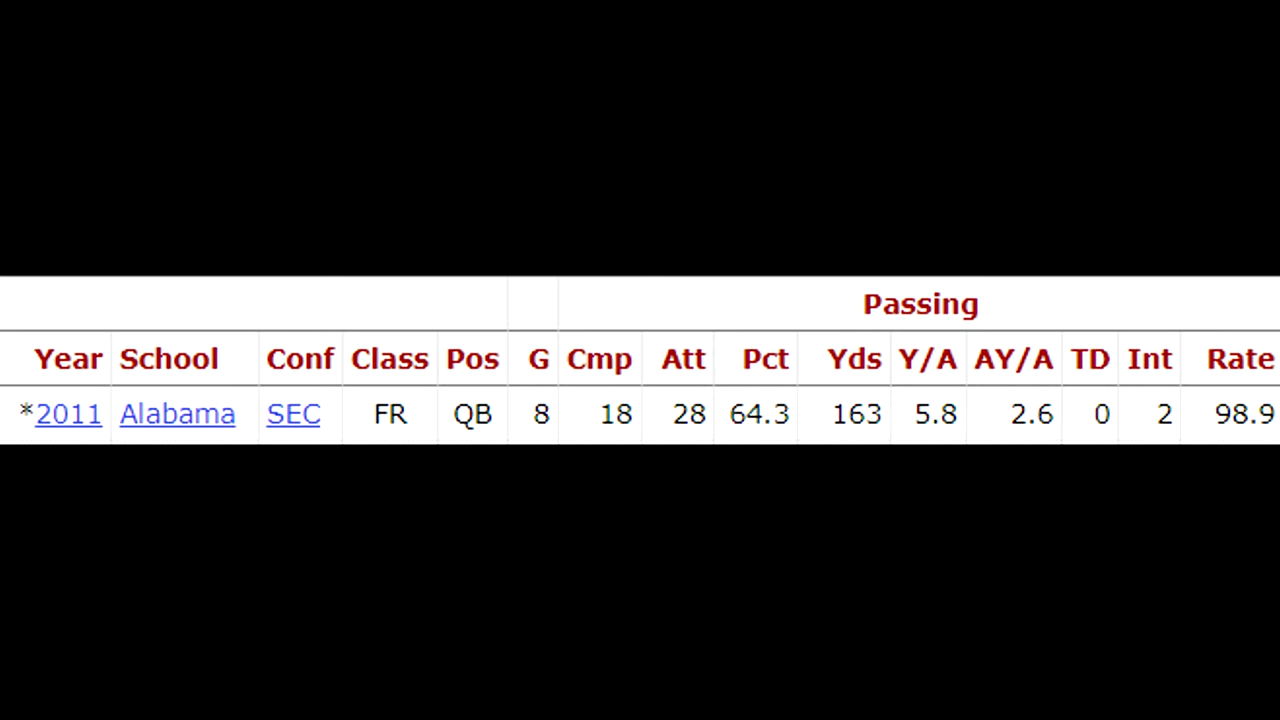 Passing
Year School Conf Class Pos G Cmp Att Pct Yds Y/A AY/A TD Int Rate
*2011 Alabama SEC FR QB 8 18 28 64.3 163 5.8 2.6 0 2 98.9